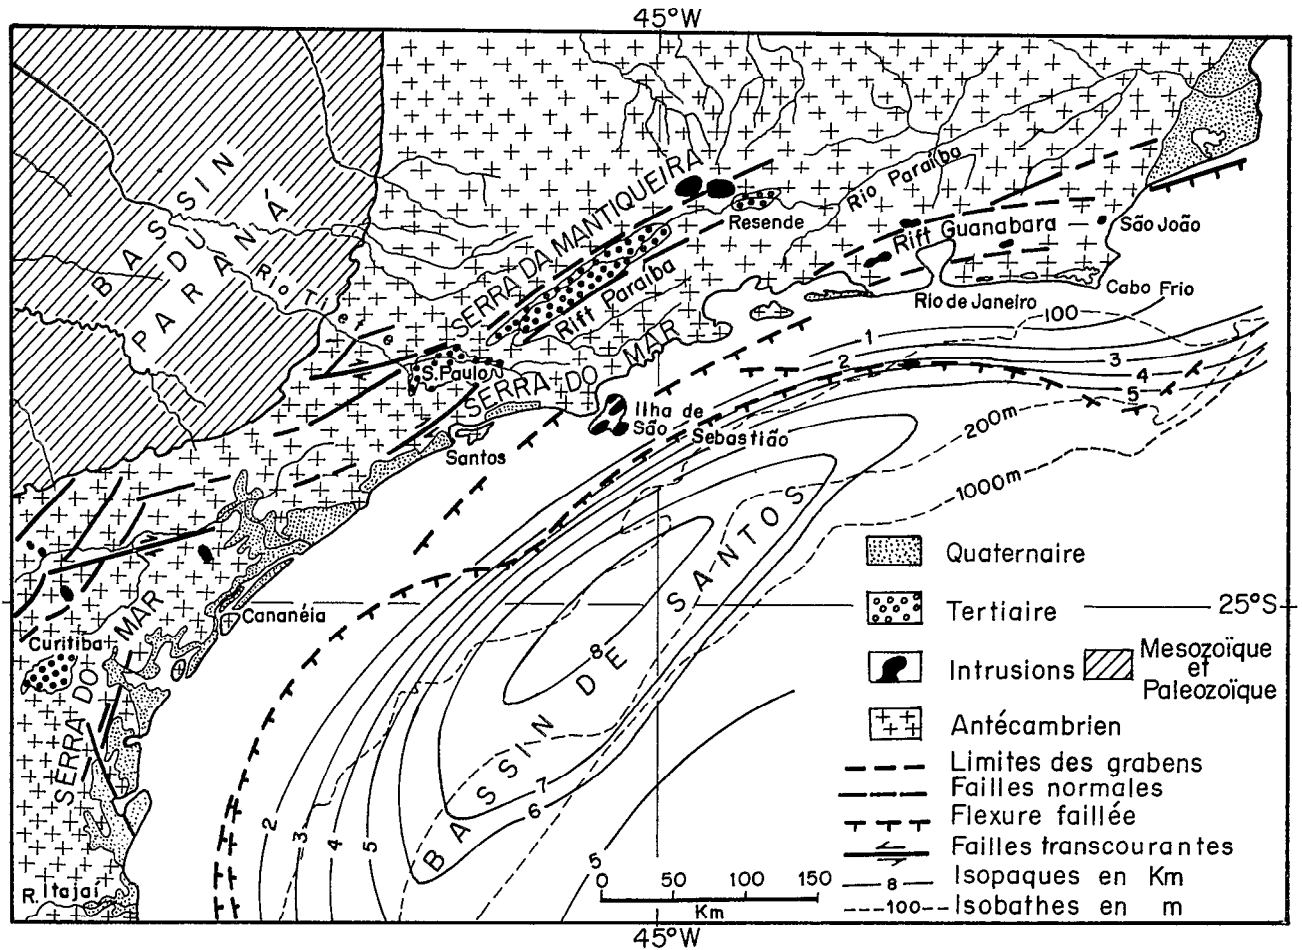 45°W
BASSIN
DU
PARANÁ
Rio Tiete
SERRA DA MANTIQUEIRA
Rio Paraíba
Resende
Rift Guanabara
São João
Rift Paraíba
Cabo Frio
Rio de Janeiro
SERRA DO MAR
S. Paulo
100
1
2
3
4
5
Ilha de
São Sebastião
Santos
200m
1000m
BASSIN DE SANTOS
8
7
6
5
Cananéia
Curitiba
SERRA DO MAR
2
3
4
5
R. Itajaí
25°S
Quaternaire
Tertiaire
Intrusions
Mesozoïque
et
Paleozoïque
Antécambrien
Limites des grabens
Failles normales
Flexure faillée
Failles transcourantes
8 Isopaques en Km
100 Isobathes en m
0 50 100 150
Km
45°W